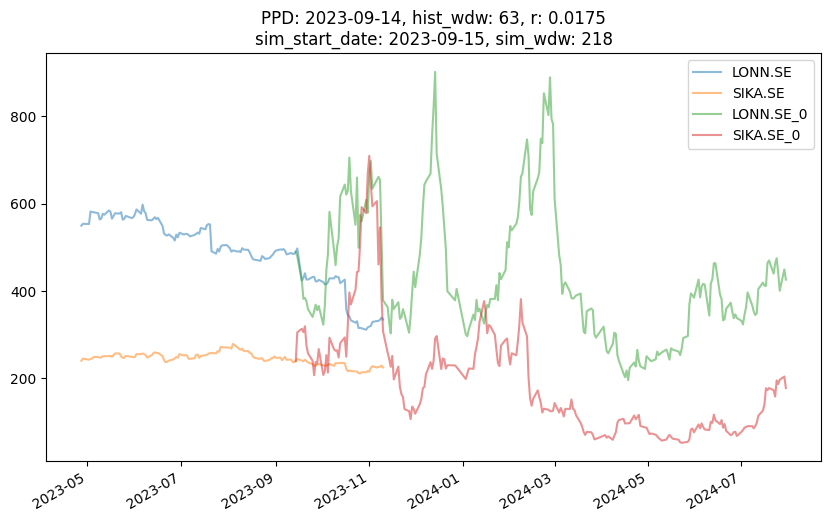 PPD: 2023-09-14, hist_wdw: 63, r: 0.0175
sim_start_date: 2023-09-15, sim_wdw: 218
LONN.SE
SIKA.SE
LONN.SE_0
SIKA.SE_0
800
600
400
200
2023-05
2023-07
2023-09
2023-11
2024-01
2024-03
2024-05
2024-07